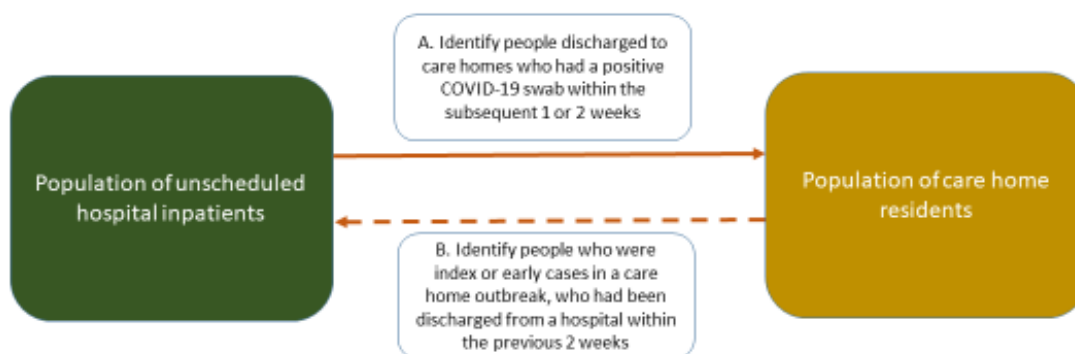 A. Identify people discharged to
care homes who had a positive
COVID-19 swab within the
subsequent 1 or 2 weeks
Population of unscheduled
hospital inpatients
Population of care home
residents
B. Identify people who were
index or early cases in a care
home outbreak, who had been
discharged from a hospital within
the previous 2 weeks